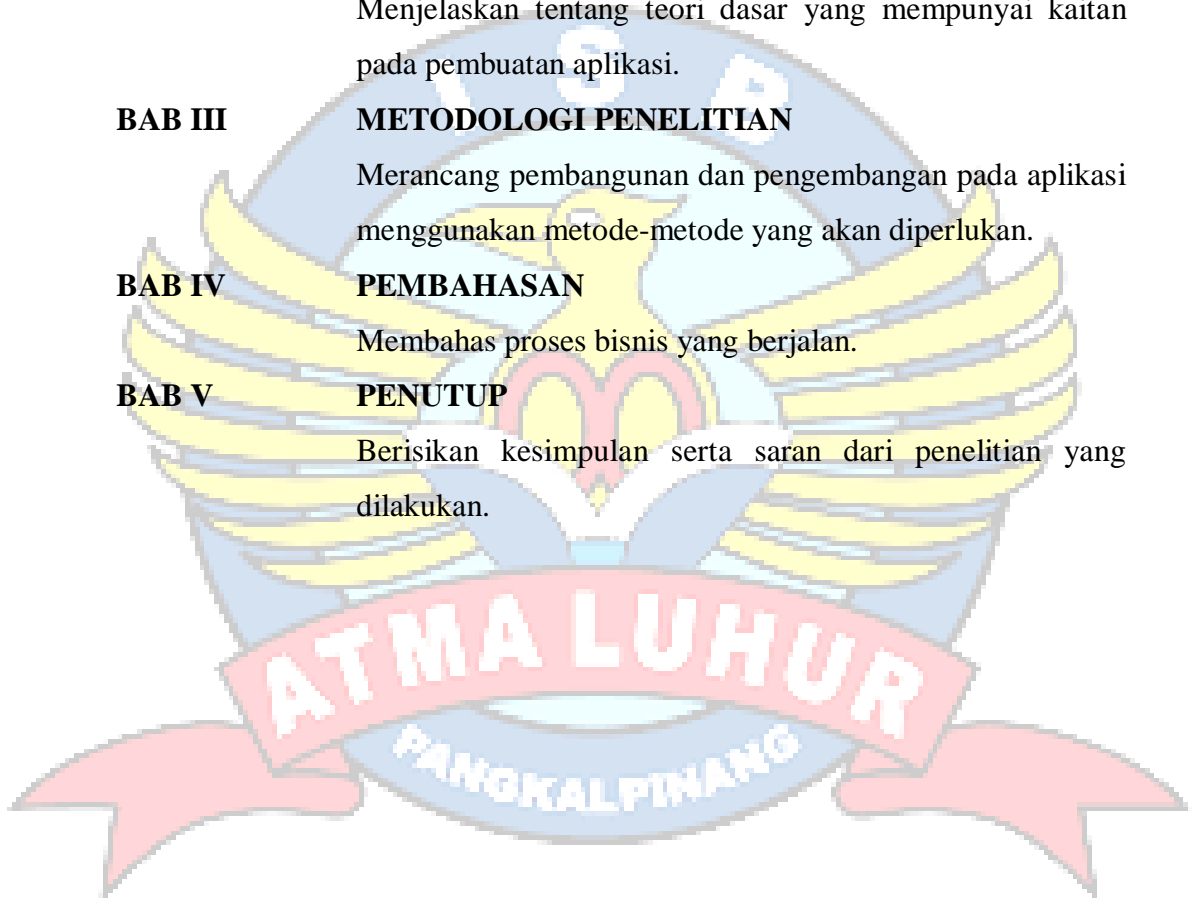 Menjelaskan tentang teori dasar yang mempunyai kaitan
pada pembuatan aplikasi.
BAB III METODOLOGI PENELITIAN
Merancang pembangunan dan pengembangan pada aplikasi
menggunakan metode-metode yang akan diperlukan.
BAB IV PEMBAHASAN
Membahas proses bisnis yang berjalan.
BAB V PENUTUP
Berisikan kesimpulan serta saran dari penelitian yang
dilakukan.
I S B
ATMA LUHUR
PANGKALPINANG